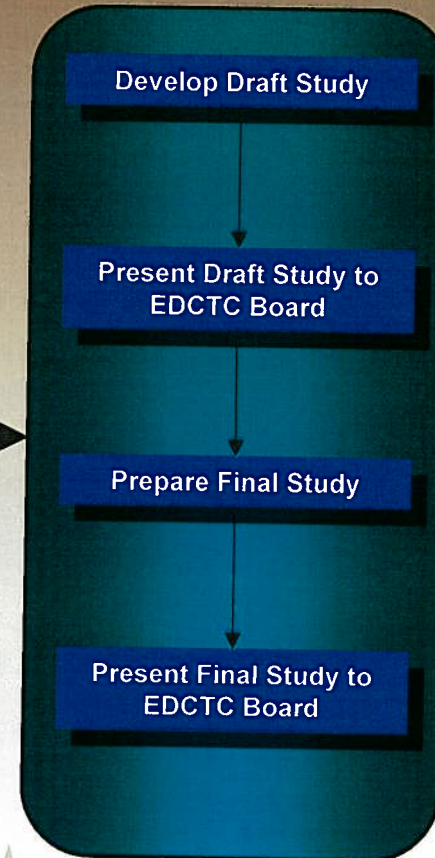 Develop Draft Study
Present Draft Study to
EDCTC Board
Prepare Final Study
Present Final Study to
EDCTC Board